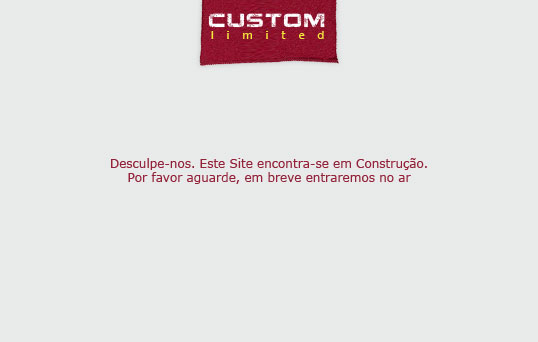 CUSTOM
limited
Desculpe-nos. Este Site encontra-se em Construção.
Por favor aguarde, em breve entraremos no ar